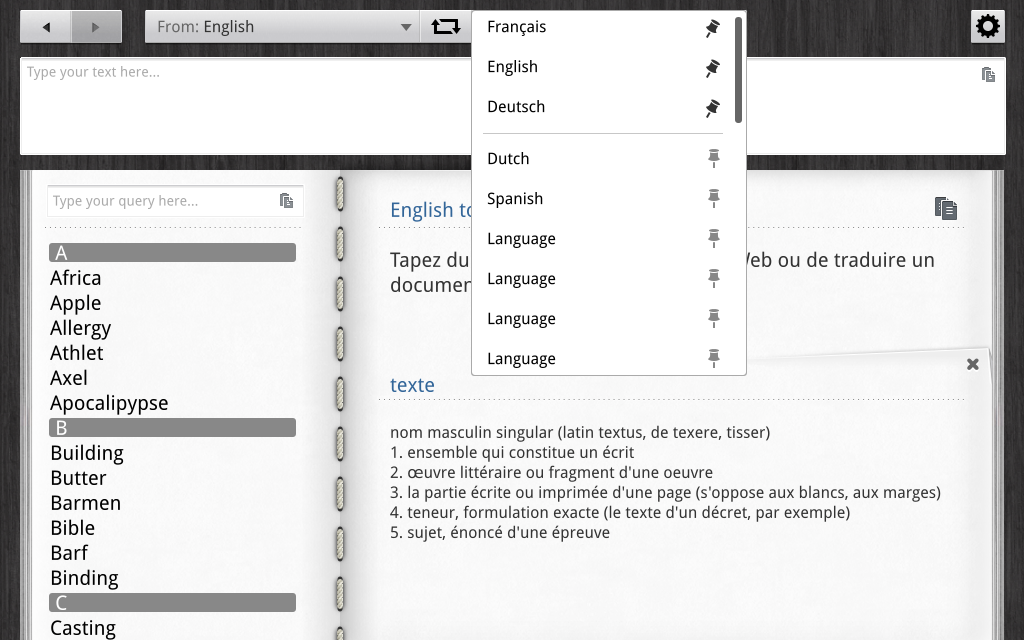 From: English
Français
English
Deutsch
Dutch
Spanish
Language
Language
Language
Language
Type your text here...
Type your query here...
A
Africa
Apple
Allergy
Athlet
Axel
Apocalipypse
B
Building
Butter
Barmen
Bible
Barf
Binding
C
Casting
English to
Tapez du Web ou de traduire un
documen
texte
nom masculin singular (latin textus, de texere, tisser)
1. ensemble qui constitue un écrit
2. œuvre littéraire ou fragment d'une oeuvre
3. la partie écrite ou imprimée d'une page (s'oppose aux blancs, aux marges)
4. teneur, formulation exacte (le texte d'un décret, par exemple)
5. sujet, énoncé d'une épreuve